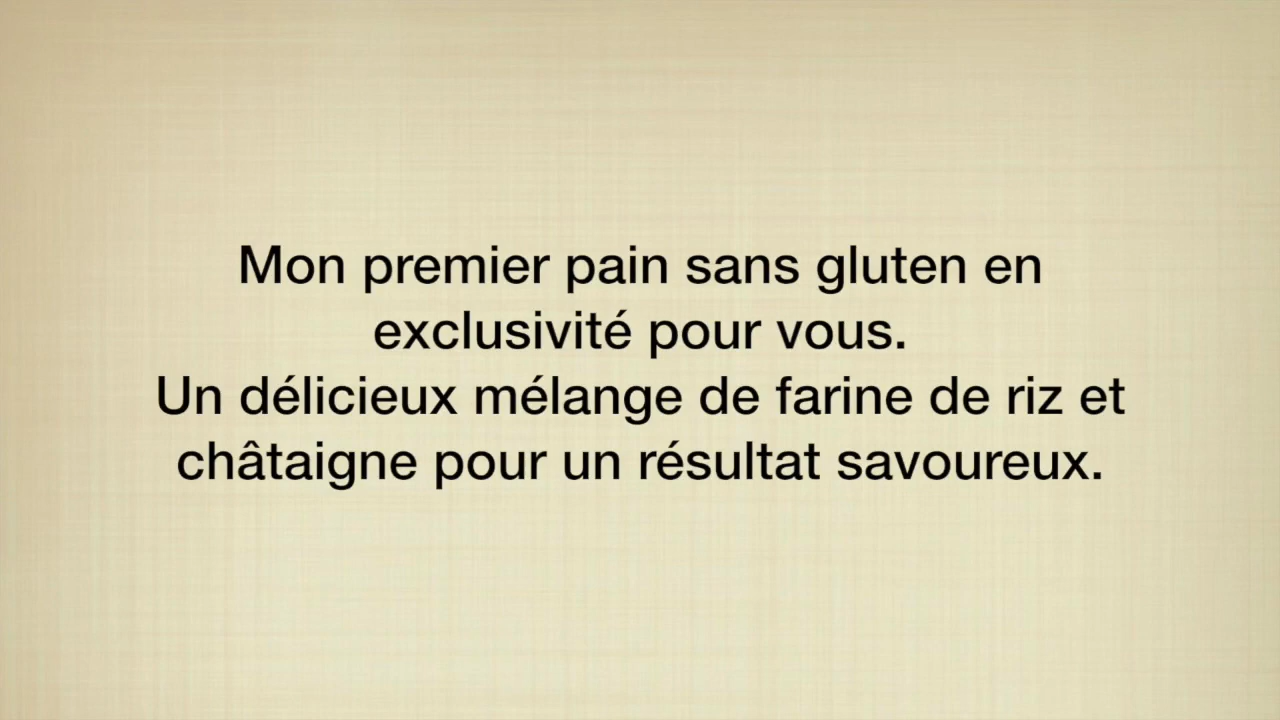 Mon premier pain sans gluten en
exclusivité pour vous.
Un délicieux mélange de farine de riz et
châtaigne pour un résultat savoureux.